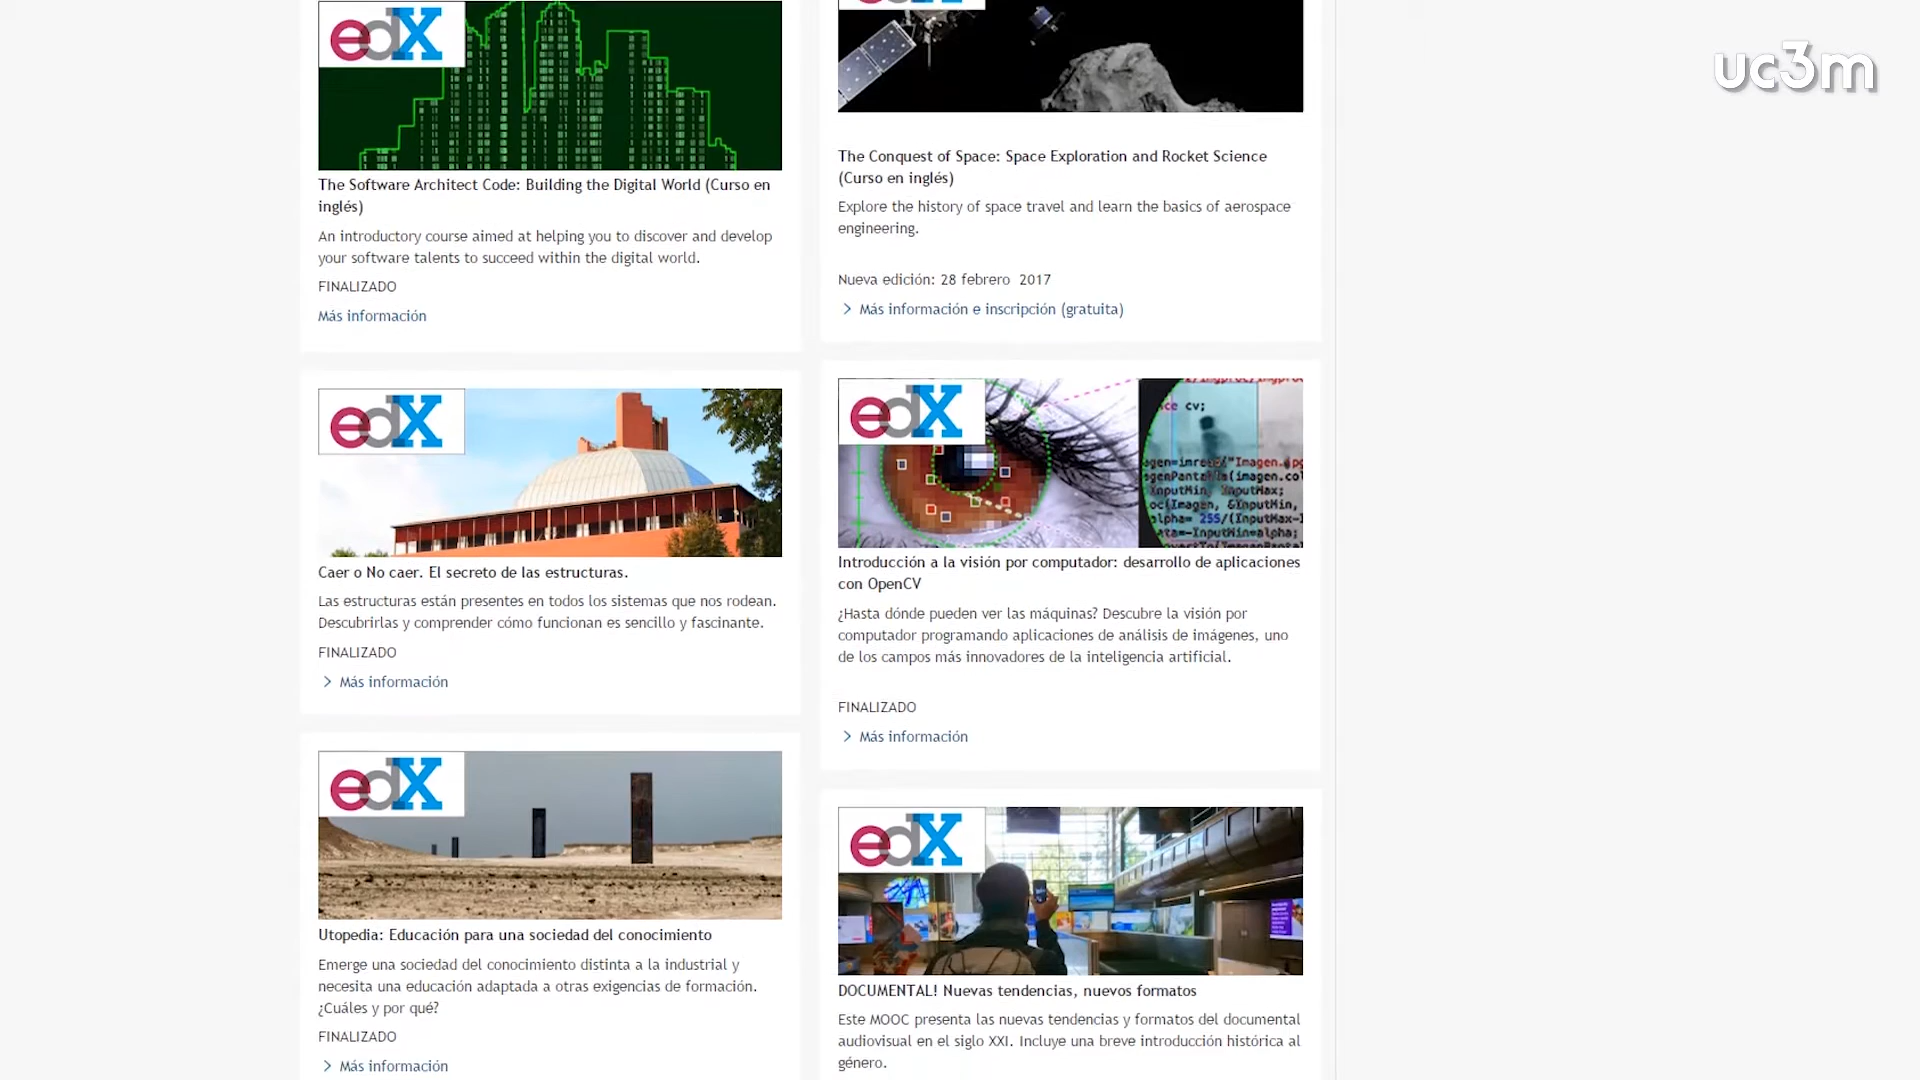 uc3m
edX
The Software Architect Code: Building the Digital World (Curso en
inglés)
An introductory course aimed at helping you to discover and develop
your software talents to succeed within the digital world.
FINALIZADO
Más información
The Conquest of Space: Space Exploration and Rocket Science
(Curso en inglés)
Explore the history of space travel and learn the basics of aerospace
engineering.
Nueva edición: 28 febrero 2017
Más información e inscripción (gratuita)
edX
Caer o No caer. El secreto de las estructuras.
Las estructuras están presentes en todos los sistemas que nos rodean.
Descubrirlas y comprender cómo funcionan es sencillo y fascinante.
FINALIZADO
Más información
edX
cv;
InputMin, InputMax;
alpha= 255/(InputMax-
Introducción a la visión por computador: desarrollo de aplicaciones
con OpenCV
¿Hasta dónde pueden ver las máquinas? Descubre la visión por
computador programando aplicaciones de análisis de imágenes, uno
de los campos más innovadores de la inteligencia artificial.
FINALIZADO
Más información
edX
Utopedia: Educación para una sociedad del conocimiento
Emerge una sociedad del conocimiento distinta a la industrial y
necesita una educación adaptada a otras exigencias de formación.
¿Cuáles y por qué?
FINALIZADO
Más información
edX
DOCUMENTAL! Nuevas tendencias, nuevos formatos
Este MOOC presenta las nuevas tendencias y formatos del documental
audiovisual en el siglo XXI. Incluye una breve introducción histórica al
género.